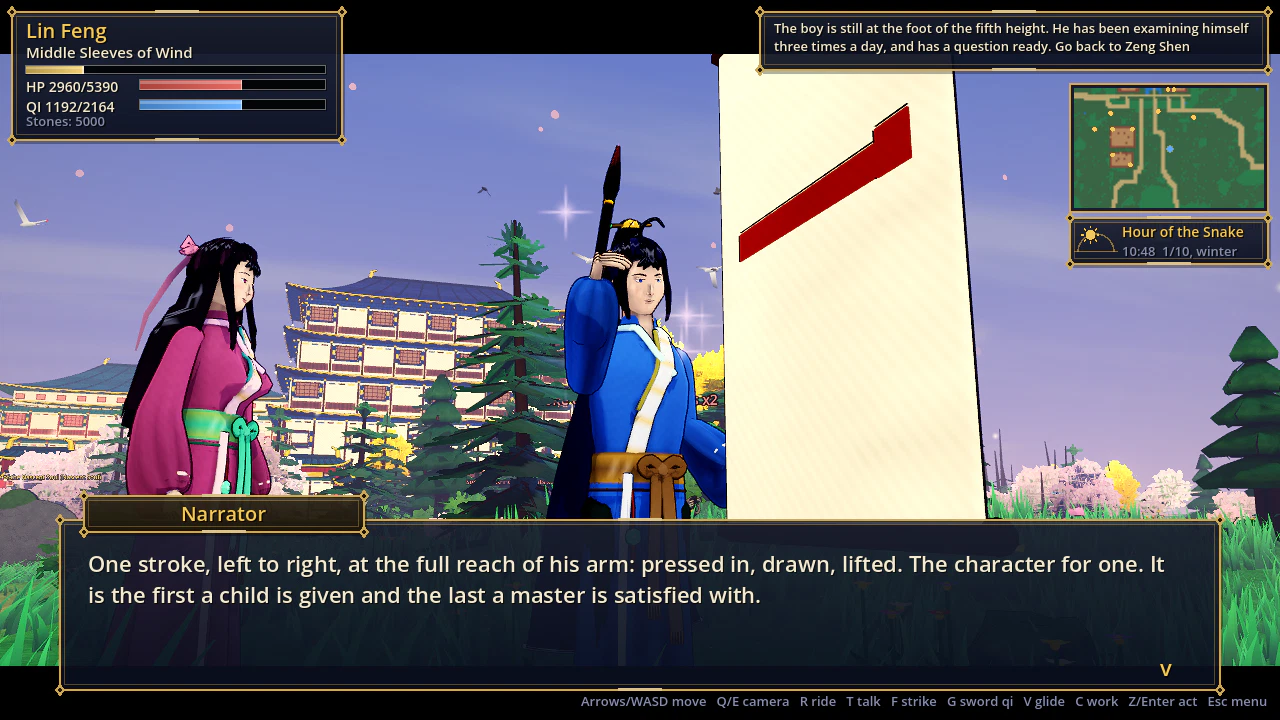 Lin Feng
Middle Sleeves of Wind
HP 2960/5390
QI 1192/2164
Stones: 5000
The boy is still at the foot of the fifth height. He has been examining himself
three times a day, and has a question ready. Go back to Zeng Shen
Hour of the Snake
10:48 1/10, winter
一
x2
Narrator
One stroke, left to right, at the full reach of his arm: pressed in, drawn, lifted. The character for one. It
is the first a child is given and the last a master is satisfied with.
V
Arrows/WASD move Q/E camera R ride T talk F strike G sword qi V glide C work Z/Enter act Esc menu